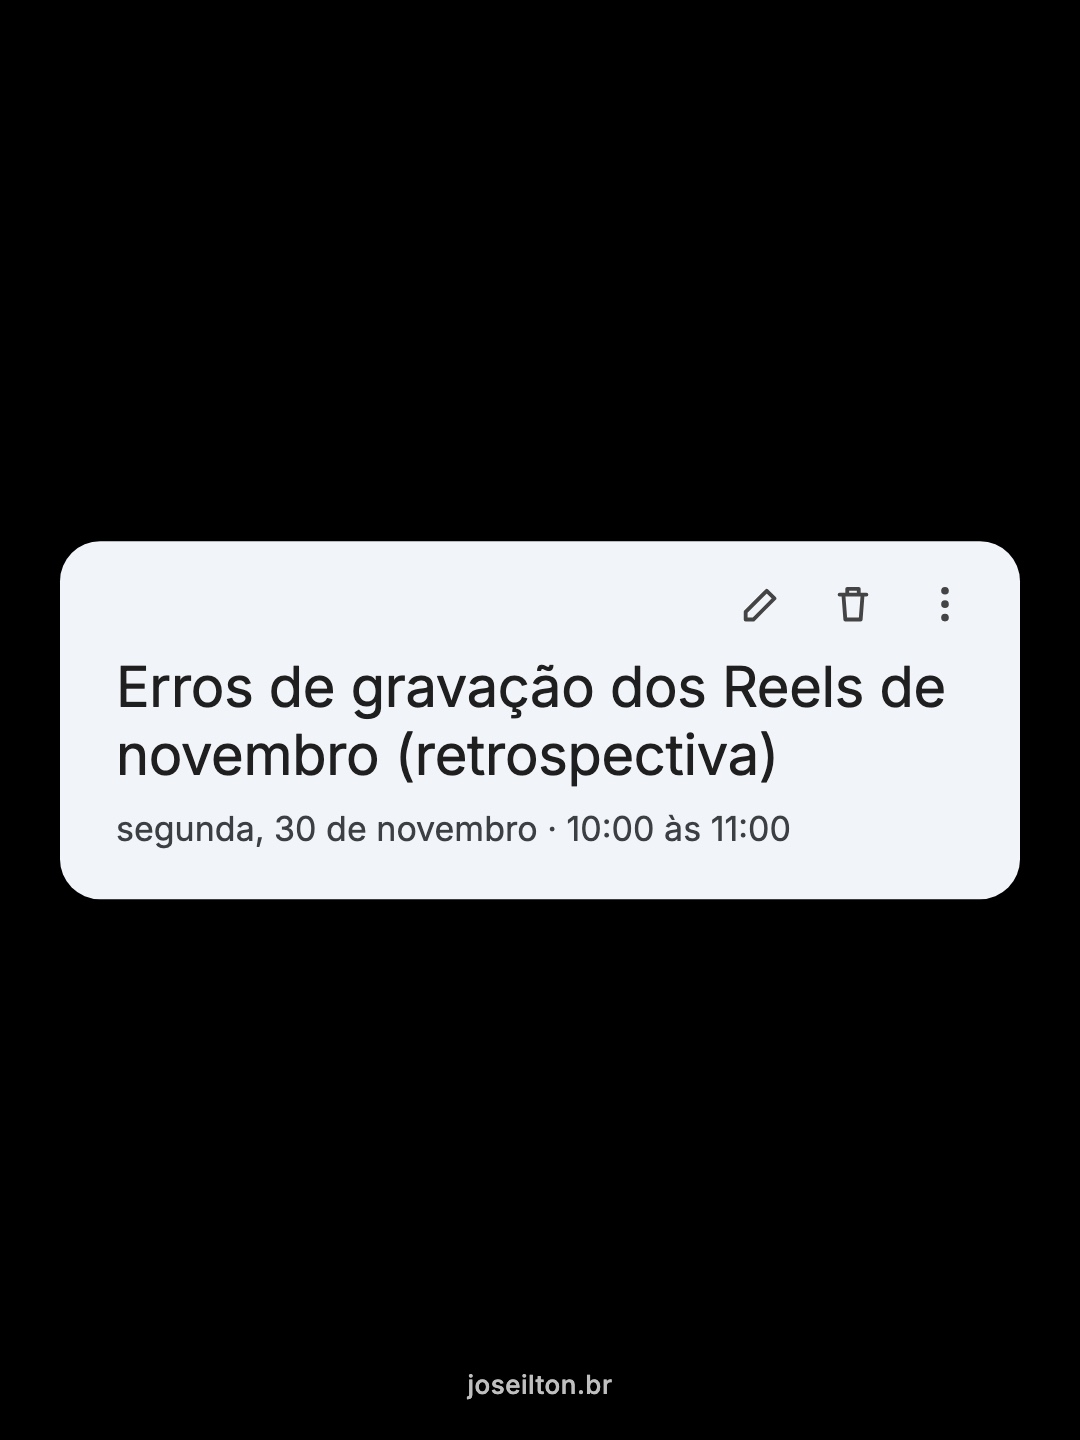 Erros de gravação dos Reels de
novembro (retrospectiva)
segunda, 30 de novembro · 10:00 às 11:00
joseilton.br